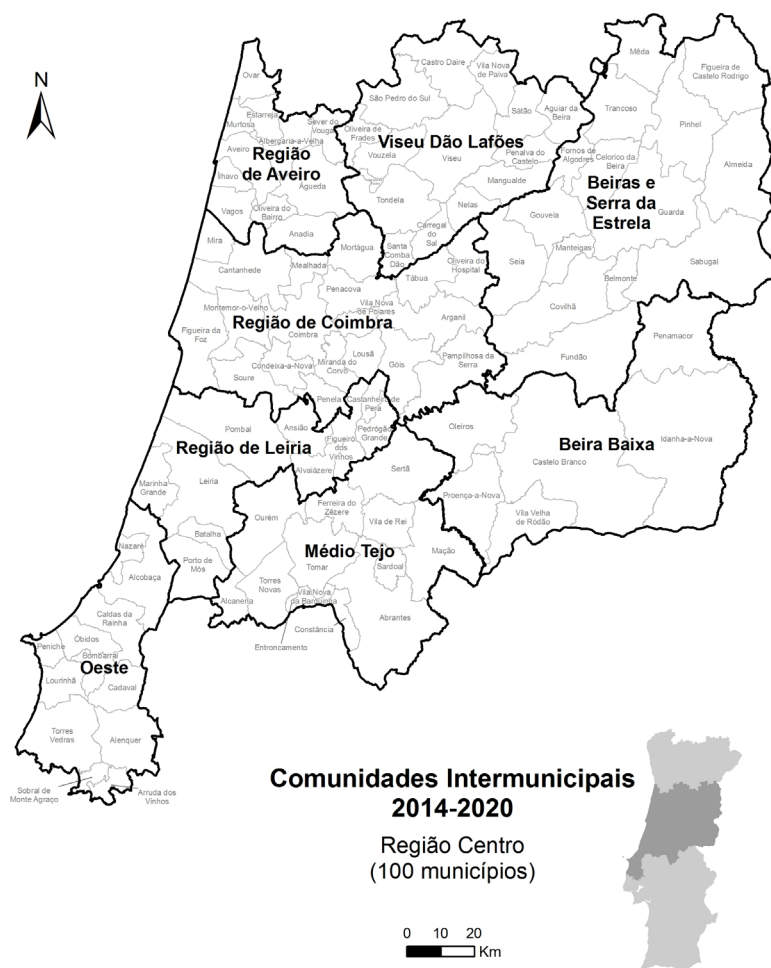 N
Ovar
Estarreja
Murtosa
Sever do
Vouga
Albergaria-a-Velha
Aveiro
Região
de Aveiro
Ílhavo
Águeda
Vagos
Oliveira do
Bairro
Anadia
Castro Daire
Vila Nova
de Paiva
São Pedro do Sul
Sátão
Aguiar da
Beira
Oliveira de
Frades
Viseu Dão Lafões
Vouzela
Viseu
Penalva do
Castelo
Mangualde
Tondela
Nelas
Carregal
do
Sal
Santa
Comba
Dão
Mêda
Figueira de
Castelo Rodrigo
Trancoso
Pinhel
Fornos de
Algodres
Celorico da
Beira
Almeida
Beiras e
Serra da
Estrela
Gouveia
Guarda
Seia
Manteigas
Sabugal
Belmonte
Covilhã
Fundão
Mira
Cantanhede
Mealhada
Mortágua
Penacova
Tábua
Oliveira do
Hospital
Montemor-o-Velho
Vila Nova
de Poiares
Arganil
Região de Coimbra
Figueira da
Foz
Coimbra
Condeixa-a-Nova
Miranda do
Corvo
Lousã
Góis
Pampilhosa da
Serra
Soure
Penela
Castanheira de
Pera
Pombal
Ansião
Figueiró
dos
Vinhos
Pedrógão
Grande
Região de Leiria
Alvaiázere
Marinha
Grande
Leiria
Batalha
Porto de
Mós
Penamacor
Oleiros
Beira Baixa
Idanha-a-Nova
Castelo Branco
Proença-a-Nova
Vila Velha
de Ródão
Sertã
Ferreira do
Zêzere
Ourém
Vila de Rei
Médio Tejo
Mação
Tomar
Sardoal
Torres
Novas
Alcanena
Vila Nova
da Barquinha
Abrantes
Constância
Entroncamento
Nazaré
Alcobaça
Caldas da
Rainha
Óbidos
Peniche
Bombarral
Oeste
Lourinhã
Cadaval
Torres
Vedras
Alenquer
Sobral de
Monte Agraço
Arruda dos
Vinhos
Comunidades Intermunicipais
2014-2020
Região Centro
(100 municípios)
0 10 20
Km